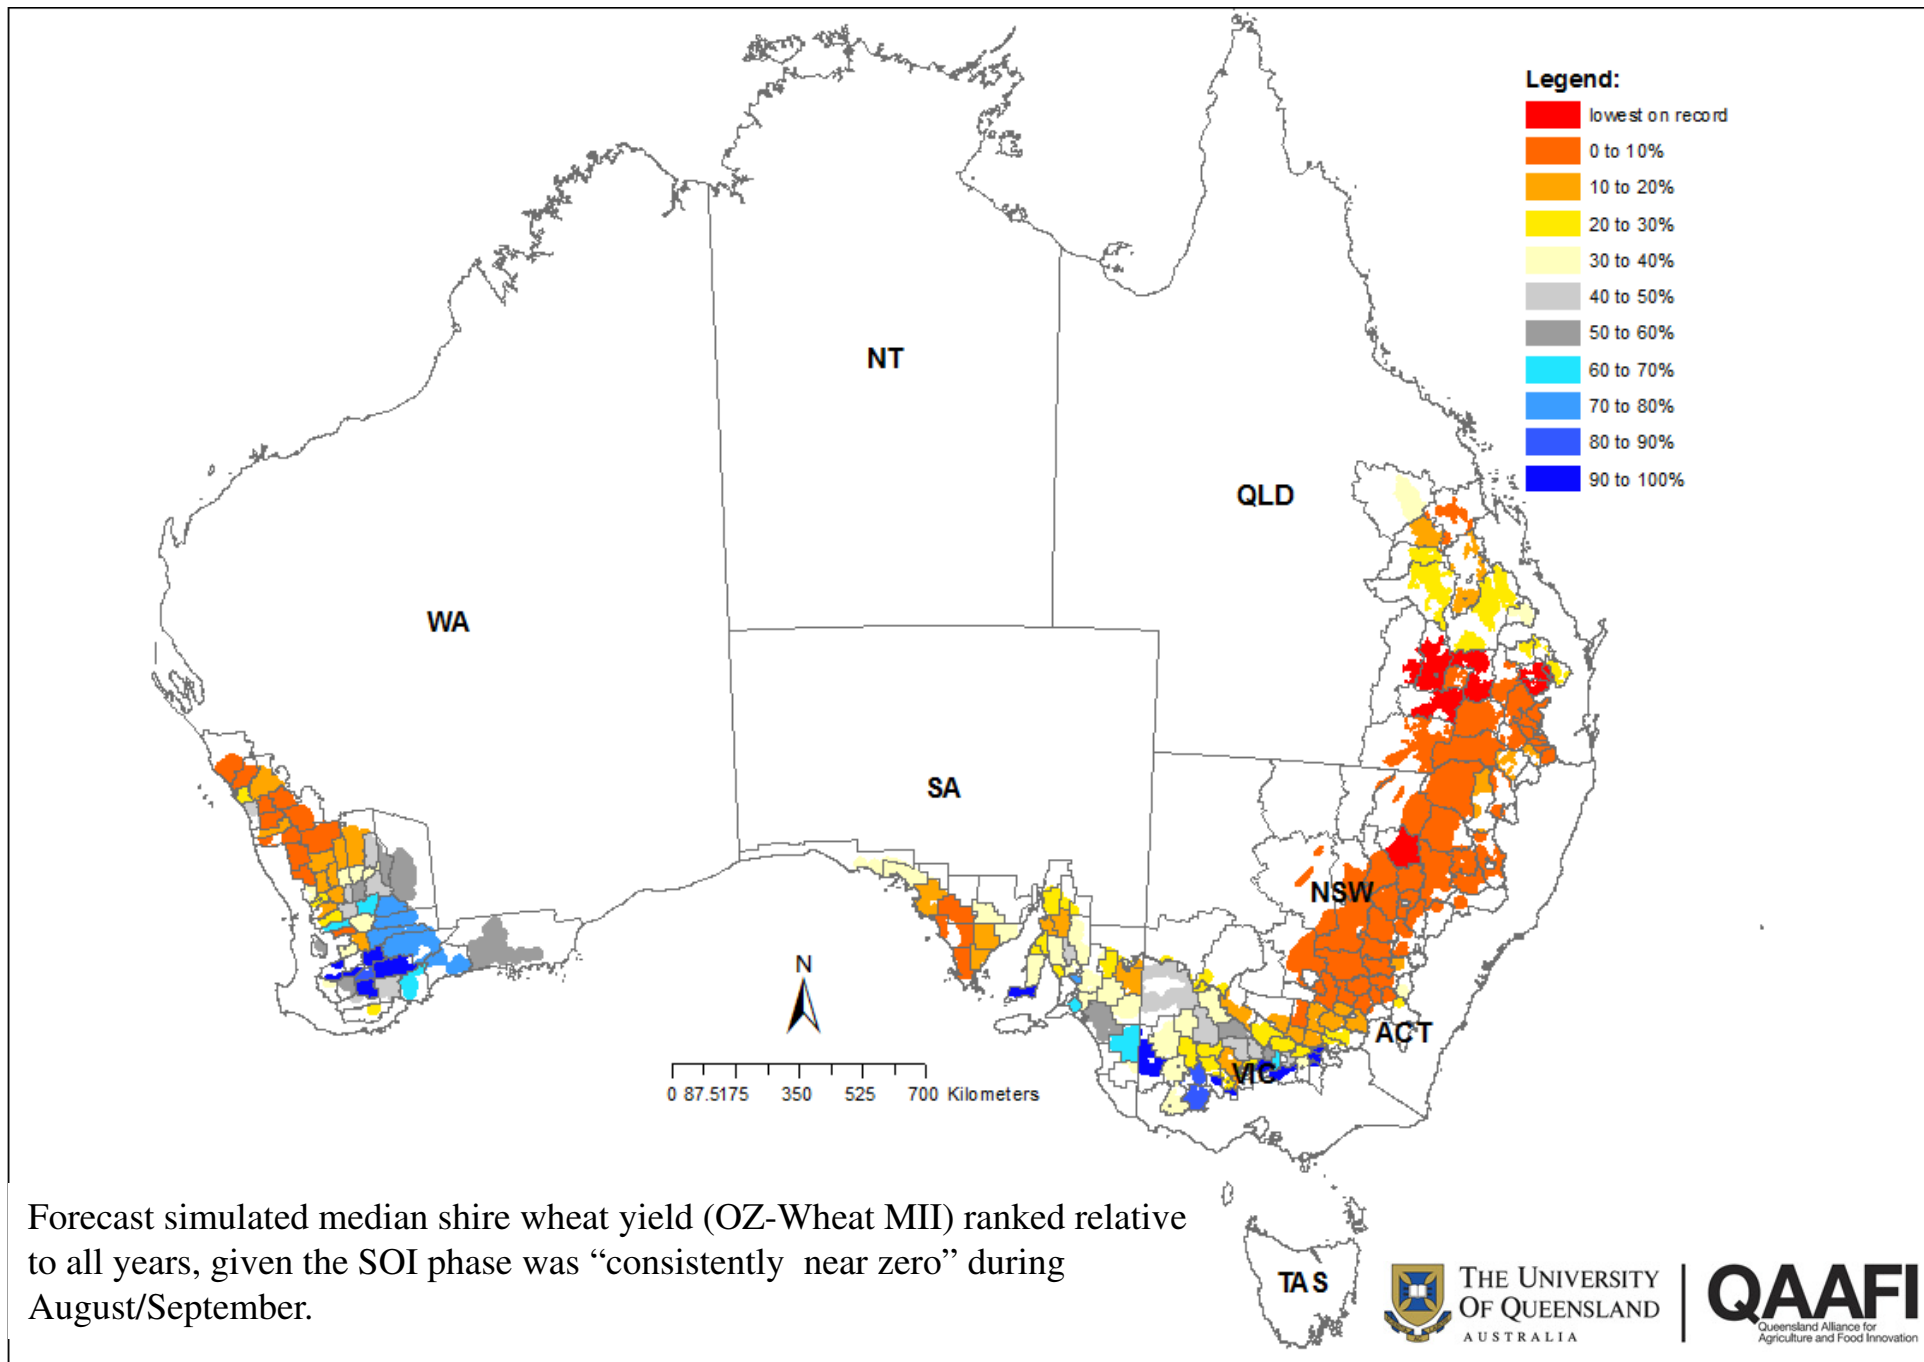 Legend:
lowest on record
0 to 10%
10 to 20%
20 to 30%
30 to 40%
40 to 50%
50 to 60%
60 to 70%
70 to 80%
80 to 90%
90 to 100%
NT
QLD
WA
SA
NSW
ACT
VIC
TAS
N
0 87.5175 350 525 700 Kilometers
Forecast simulated median shire wheat yield (OZ-Wheat MII) ranked relative
to all years, given the SOI phase was “consistently near zero” during
August/September.
THE UNIVERSITY
OF QUEENSLAND
AUSTRALIA
QAAFI
Queensland Alliance for
Agriculture and Food Innovation